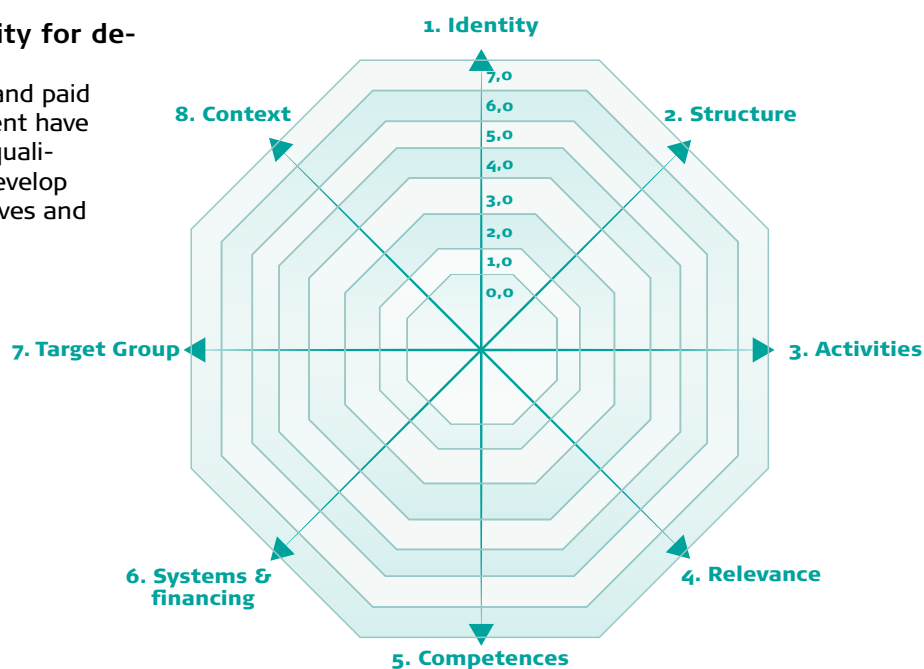 ity for de-
and paid
ent have
quali-
evelop
ves and
1. Identity
2. Structure
3. Activities
4. Relevance
5. Competences
6. Systems &
financing
7. Target Group
8. Context
7,0
6,0
5,0
4,0
3,0
2,0
1,0
0,0